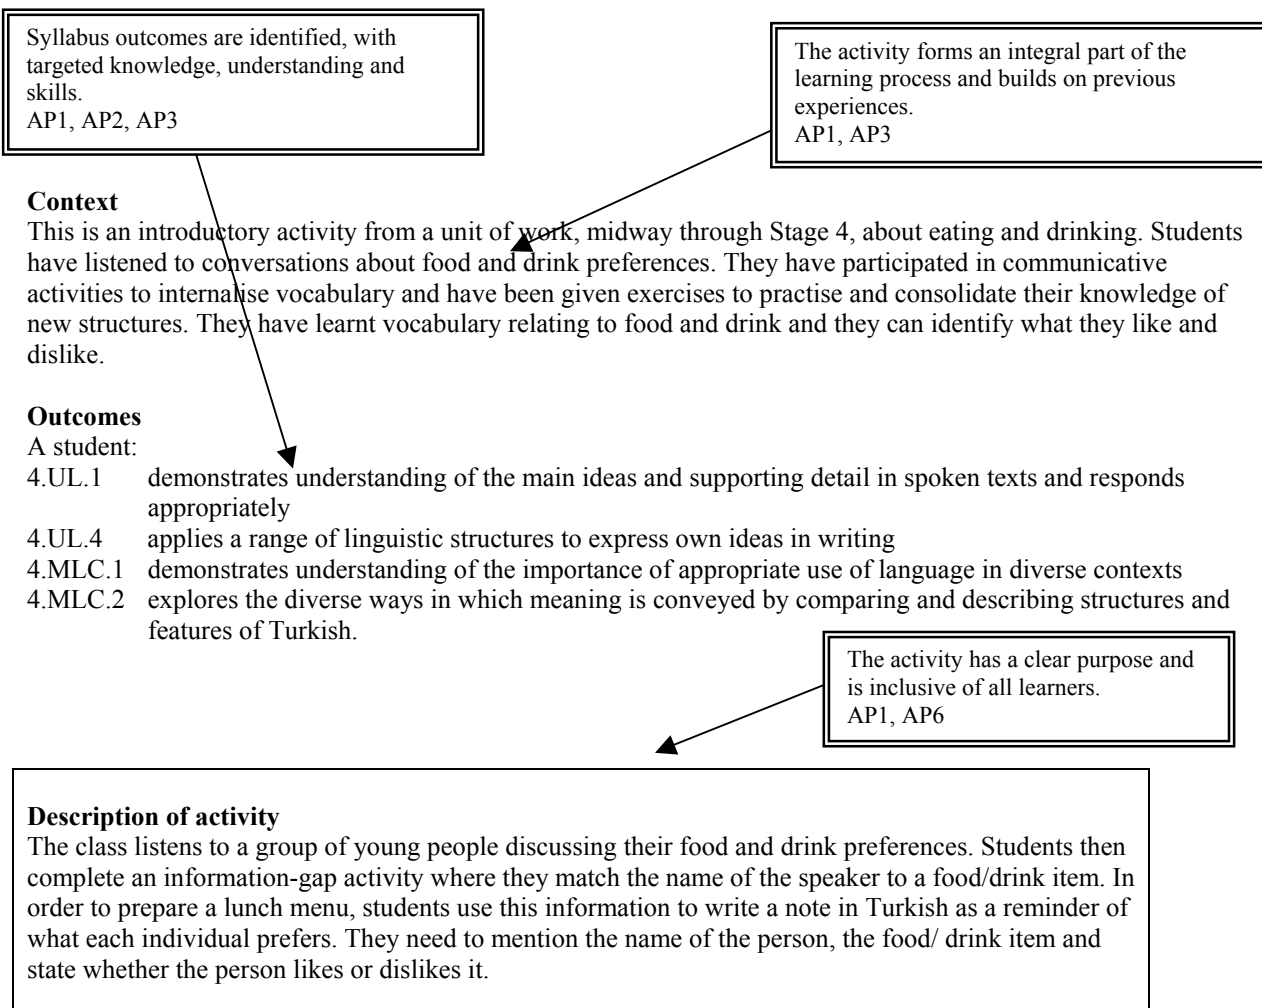 Syllabus outcomes are identified, with
targeted knowledge, understanding and
skills.
AP1, AP2, AP3
The activity forms an integral part of the
learning process and builds on previous
experiences.
AP1, AP3
Context
This is an introductory activity from a unit of work, midway through Stage 4, about eating and drinking. Students
have listened to conversations about food and drink preferences. They have participated in communicative
activities to internalise vocabulary and have been given exercises to practise and consolidate their knowledge of
new structures. They have learnt vocabulary relating to food and drink and they can identify what they like and
dislike.
Outcomes
A student:
4.UL.1 demonstrates understanding of the main ideas and supporting detail in spoken texts and responds
appropriately
4.UL.4 applies a range of linguistic structures to express own ideas in writing
4.MLC.1 demonstrates understanding of the importance of appropriate use of language in diverse contexts
4.MLC.2 explores the diverse ways in which meaning is conveyed by comparing and describing structures and
features of Turkish.
The activity has a clear purpose and
is inclusive of all learners.
AP1, AP6
Description of activity
The class listens to a group of young people discussing their food and drink preferences. Students then
complete an information-gap activity where they match the name of the speaker to a food/drink item. In
order to prepare a lunch menu, students use this information to write a note in Turkish as a reminder of
what each individual prefers. They need to mention the name of the person, the food/ drink item and
state whether the person likes or dislikes it.